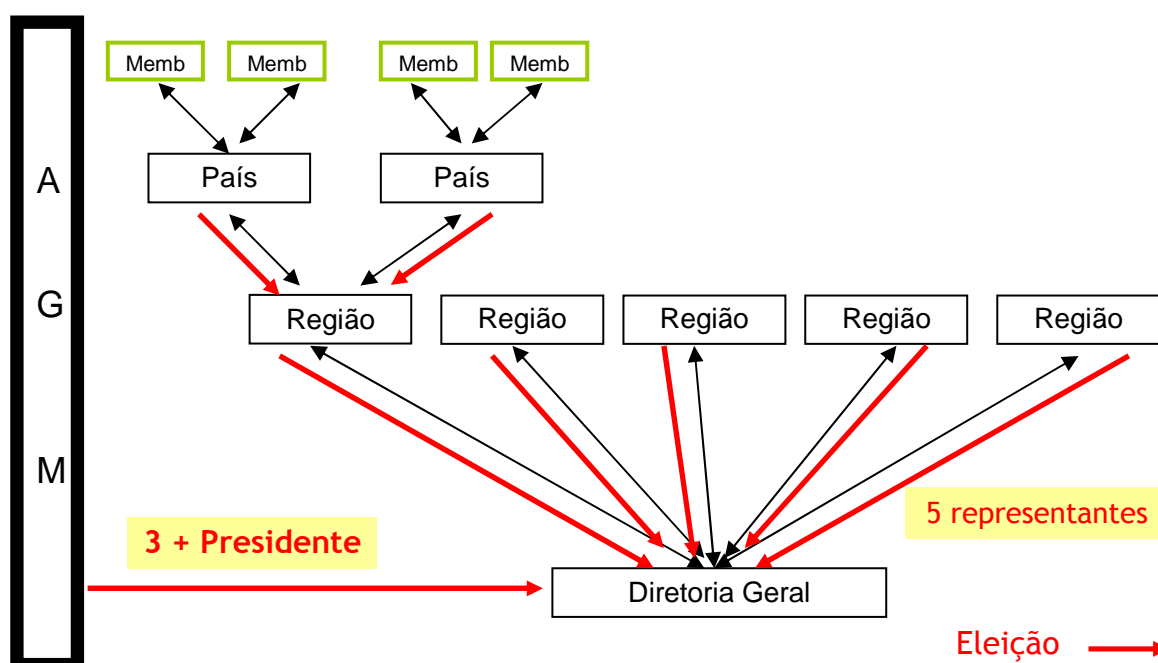 Memb Memb Memb Memb
A
País País
G
Região Região Região Região Região
M
5 representantes
3 + Presidente
Diretoria Geral
Eleição